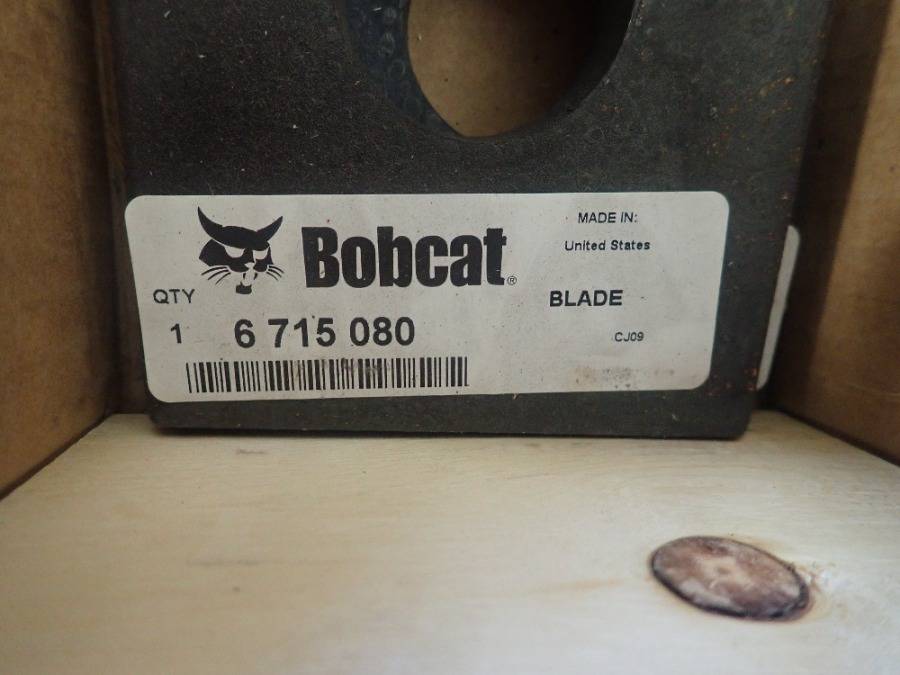 Bobcat®
MADE IN:
United States
QTY
BLADE
1 6 715 080
CJ09